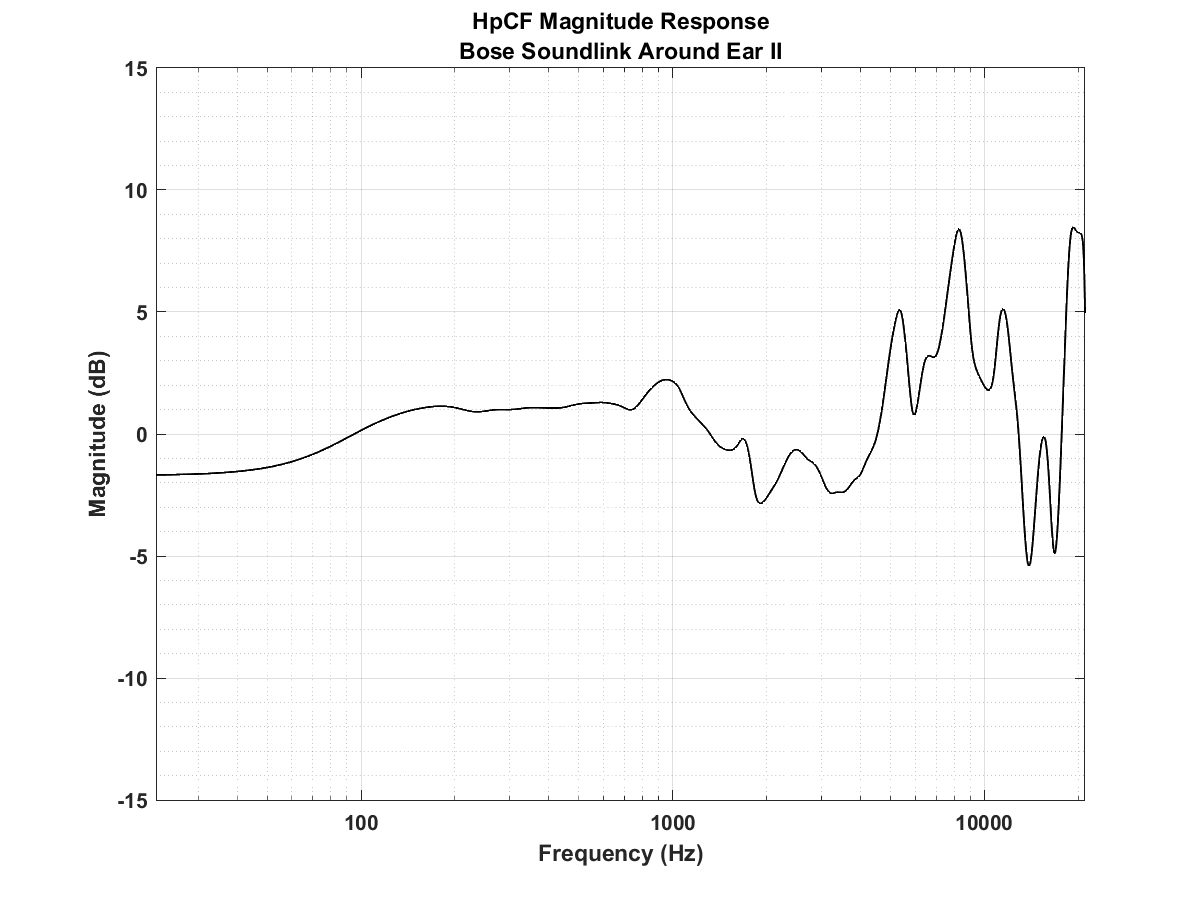 HpCF Magnitude Response
Bose Soundlink Around Ear II
15
10
5
0
-5
-10
-15
Magnitude (dB)
100
1000
10000
Frequency (Hz)